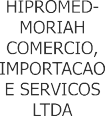 HIPROMED-
MORIAH
COMERCIO,
IMPORTACAO
E SERVICOS
LTDA